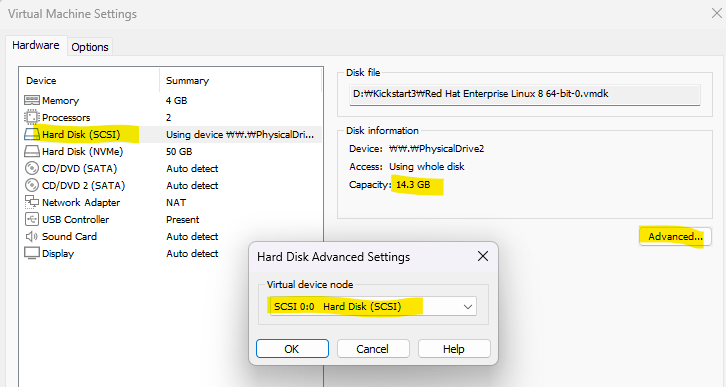 Virtual Machine Settings
Hardware Options
Device Summary
Memory 4 GB
Processors 2
Hard Disk (SCSI) Using device ₩₩.₩PhysicalDri...
Hard Disk (NVMe) 50 GB
CD/DVD (SATA) Auto detect
CD/DVD 2 (SATA) Auto detect
Network Adapter NAT
USB Controller Present
Sound Card Auto detect
Display Auto detect
Disk file
D:₩Kickstart3₩Red Hat Enterprise Linux 8 64-bit-0.vmdk
Disk information
Device: ₩₩.₩PhysicalDrive2
Access: Using whole disk
Capacity: 14.3 GB
Advanced...
Hard Disk Advanced Settings
Virtual device node
SCSI 0:0 Hard Disk (SCSI)
OK Cancel Help